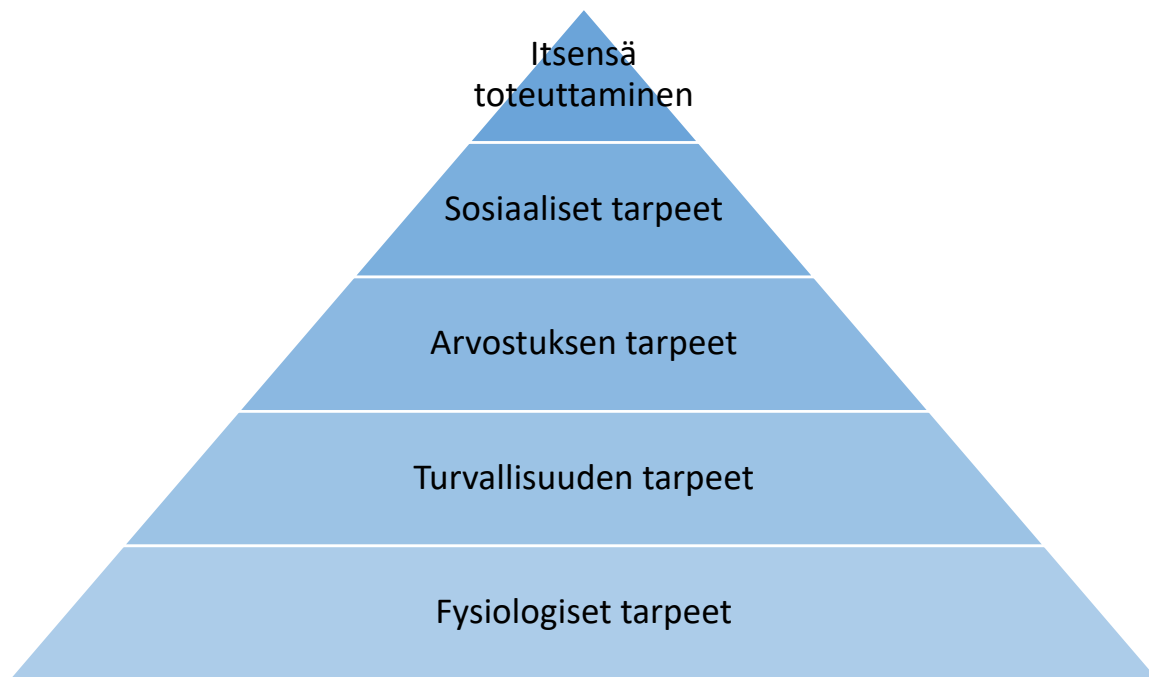 Itsensä
toteuttaminen
Sosiaaliset tarpeet
Arvostuksen tarpeet
Turvallisuuden tarpeet
Fysiologiset tarpeet